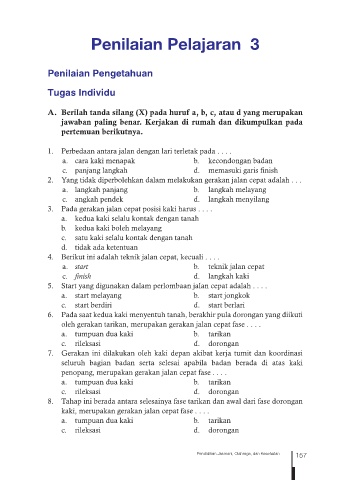 Penilaian Pelajaran 3
Penilaian Pengetahuan
Tugas Individu
A. Berilah tanda silang (X) pada huruf a, b, c, atau d yang merupakan
jawaban paling benar. Kerjakan di rumah dan dikumpulkan pada
pertemuan berikutnya.
1. Perbedaan antara jalan dengan lari terletak pada . . . .
a. cara kaki menapak b. kecondongan badan
c. panjang langkah d. memasuki garis finish
2. Yang tidak diperbolehkan dalam melakukan gerakan jalan cepat adalah . . .
a. langkah panjang b. langkah melayang
c. angkah pendek d. langkah menyilang
3. Pada gerakan jalan cepat posisi kaki harus . . . .
a. kedua kaki selalu kontak dengan tanah
b. kedua kaki boleh melayang
c. satu kaki selalu kontak dengan tanah
d. tidak ada ketentuan
4. Berikut ini adalah teknik jalan cepat, kecuali . . . .
a. start b. teknik jalan cepat
c. finish d. langkah kaki
5. Start yang digunakan dalam perlombaan jalan cepat adalah . . . .
a. start melayang b. start jongkok
c. start berdiri d. start berlari
6. Pada saat kedua kaki menyentuh tanah, berakhir pula dorongan yang diikuti
oleh gerakan tarikan, merupakan gerakan jalan cepat fase . . . .
a. tumpuan dua kaki b. tarikan
c. rileksasi d. dorongan
7. Gerakan ini dilakukan oleh kaki depan akibat kerja tumit dan koordinasi
seluruh bagian badan serta selesai apabila badan berada di atas kaki
penopang, merupakan gerakan jalan cepat fase . . . .
a. tumpuan dua kaki b. tarikan
c. rileksasi d. dorongan
8. Tahap ini berada antara selesainya fase tarikan dan awal dari fase dorongan
kaki, merupakan gerakan jalan cepat fase . . . .
a. tumpuan dua kaki b. tarikan
c. rileksasi d. dorongan
Pendidikan Jasmani, Olahraga, dan Kesehatan 157